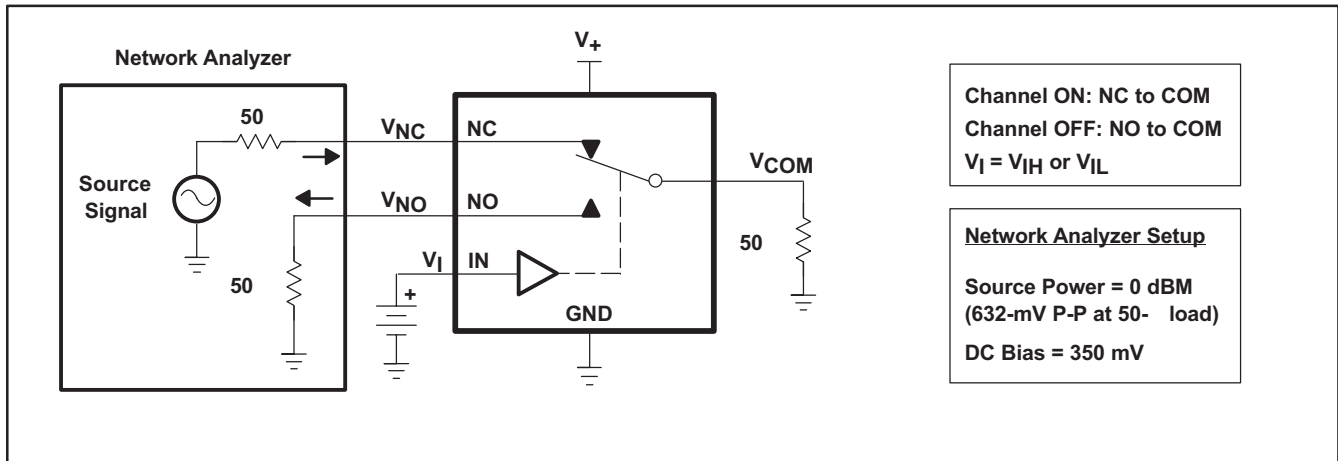 Network Analyzer
50
Source
Signal
50
VNC
VNO
VI
+
V+
NC
NO
IN
GND
VCOM
50
Channel ON: NC to COM
Channel OFF: NO to COM
VI = VIH or VIL
Network Analyzer Setup
Source Power = 0 dBM
(632-mV P-P at 50- load)
DC Bias = 350 mV